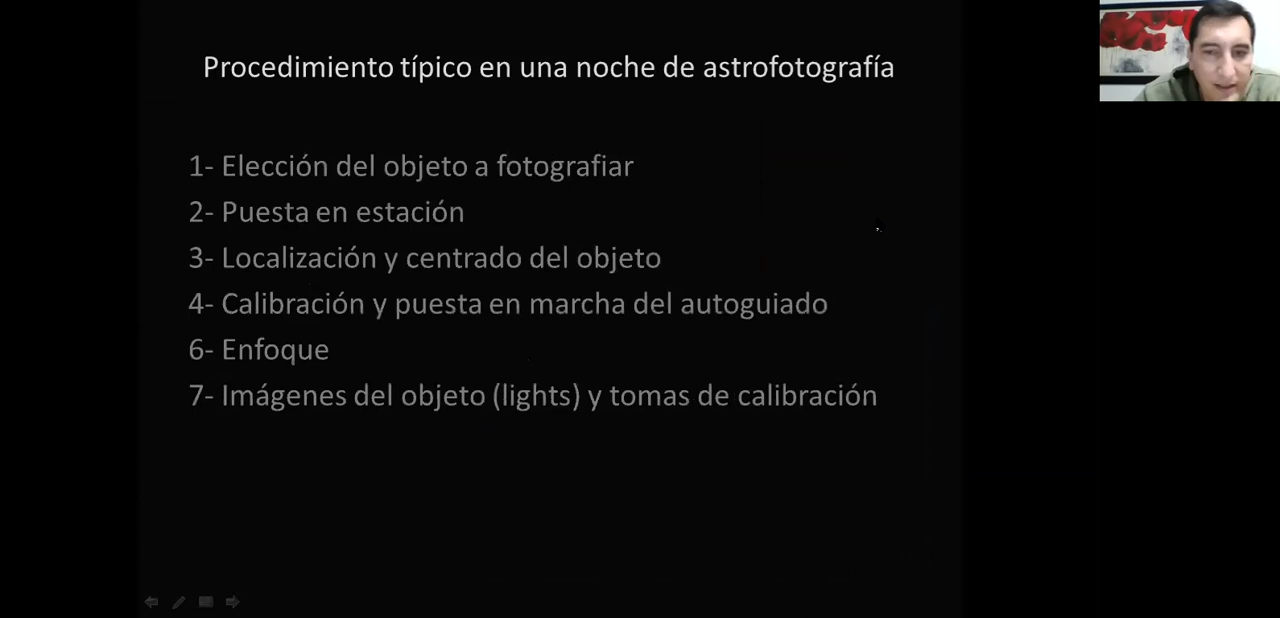 Procedimiento típico en una noche de astrofotografía
1- Elección del objeto a fotografiar
2- Puesta en estación
3- Localización y centrado del objeto
4- Calibración y puesta en marcha del autoguiado
6- Enfoque
7- Imágenes del objeto (lights) y tomas de calibración